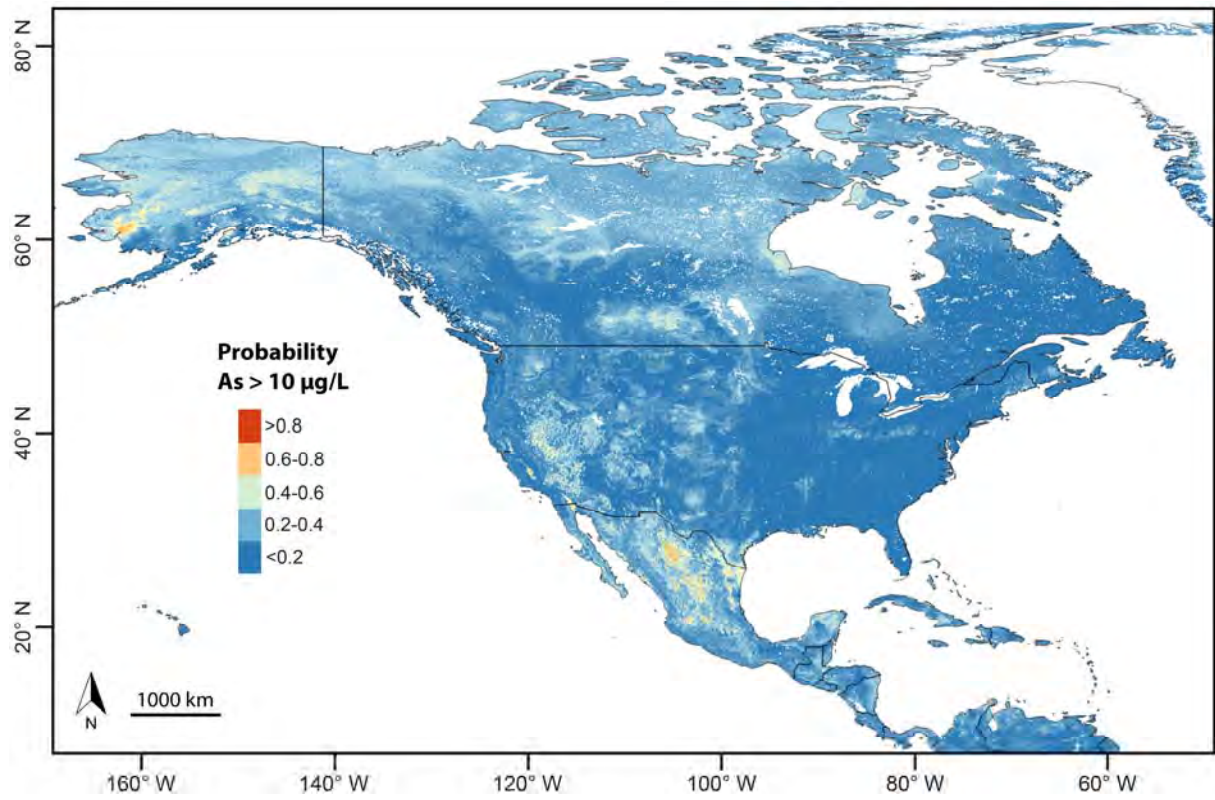 80° N
60° N
40° N
20° N
Probability
As > 10 µg/L
>0.8
0.6-0.8
0.4-0.6
0.2-0.4
<0.2
N
1000 km
160° W
140° W
120° W
100° W
80° W
60° W